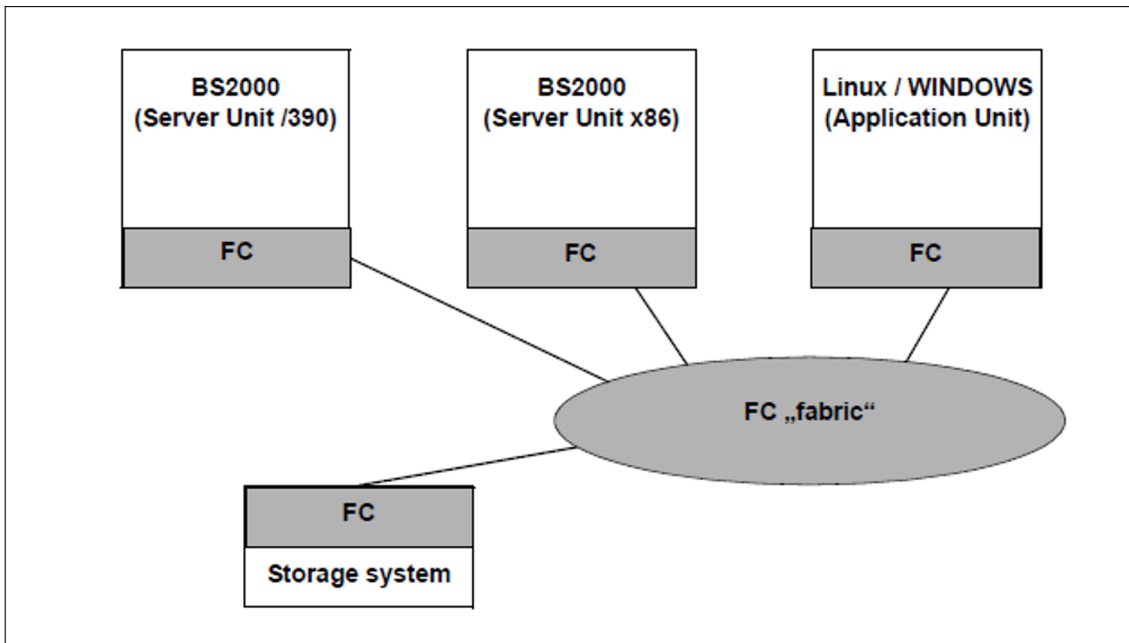 BS2000
(Server Unit /390)
BS2000
(Server Unit x86)
Linux / WINDOWS
(Application Unit)
FC
FC
FC
FC „fabric“
FC
Storage system